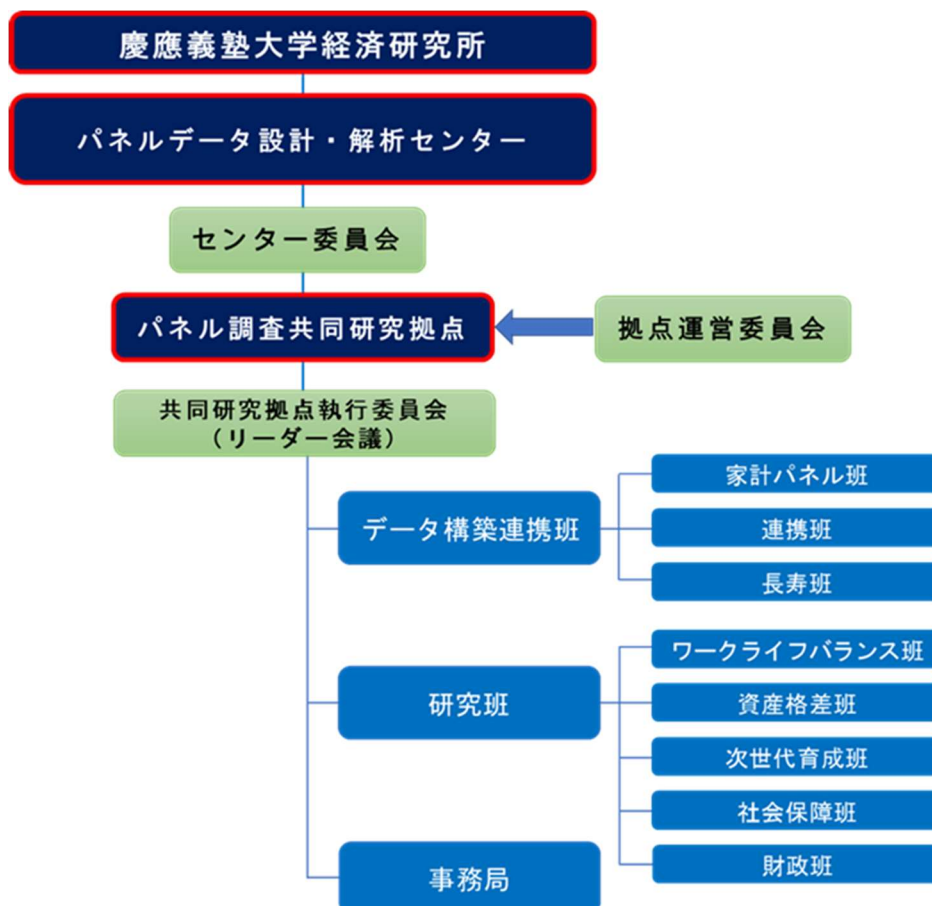 慶應義塾大学経済研究所
パネルデータ設計・解析センター
センター委員会
パネル調査共同研究拠点
拠点運営委員会
共同研究拠点執行委員会
（リーダー会議）
データ構築連携班
家計パネル班
連携班
長寿班
研究班
ワークライフバランス班
資産格差班
次世代育成班
社会保障班
財政班
事務局